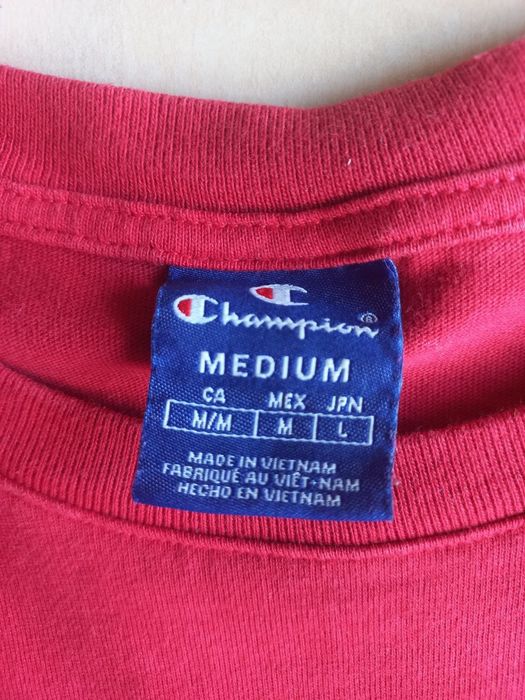 Champion®
MEDIUM
CA MEX JPN
M/M M L
MADE IN VIETNAM
FABRIQUÉ AU VIÊT-NAM
HECHO EN VIETNAM